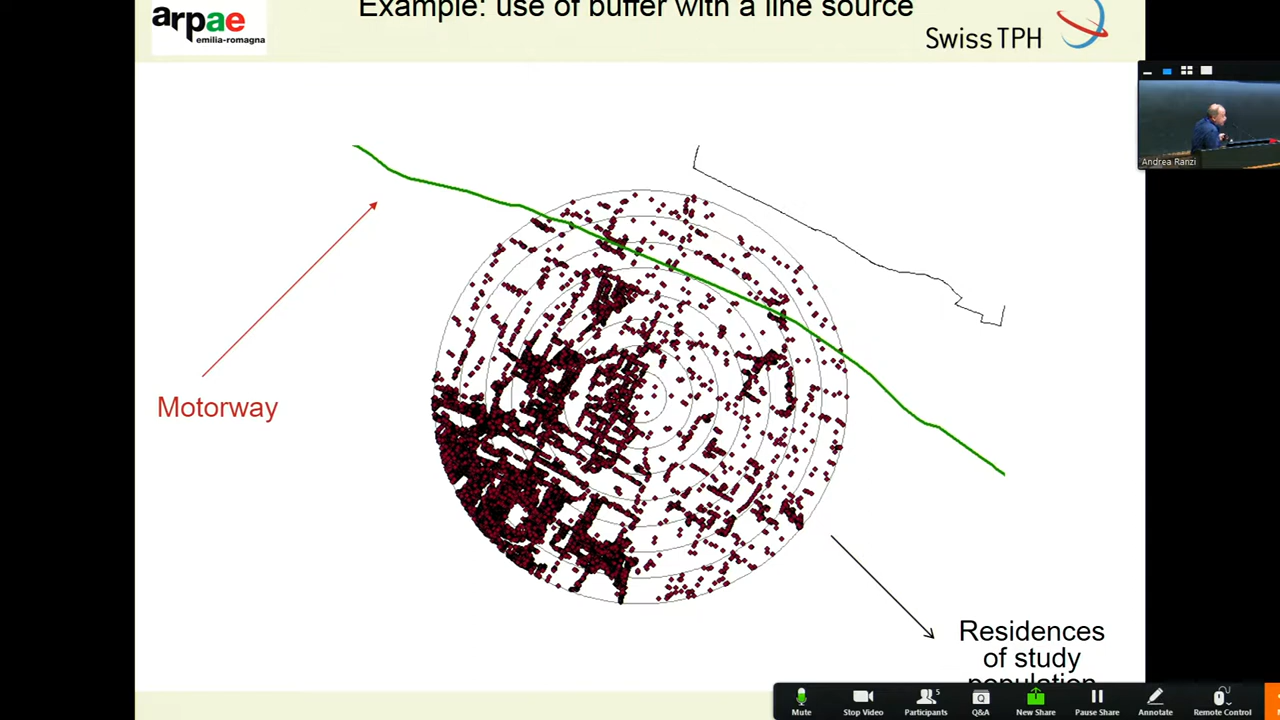 arpae
emilia-romagna
Example: use of buffer with a line source
Swiss TPH
Andrea Ranzi
Motorway
Residences
of study
population
Mute
Stop Video
Participants
5
Q&A
New Share
Pause Share
Annotate
Remote Control